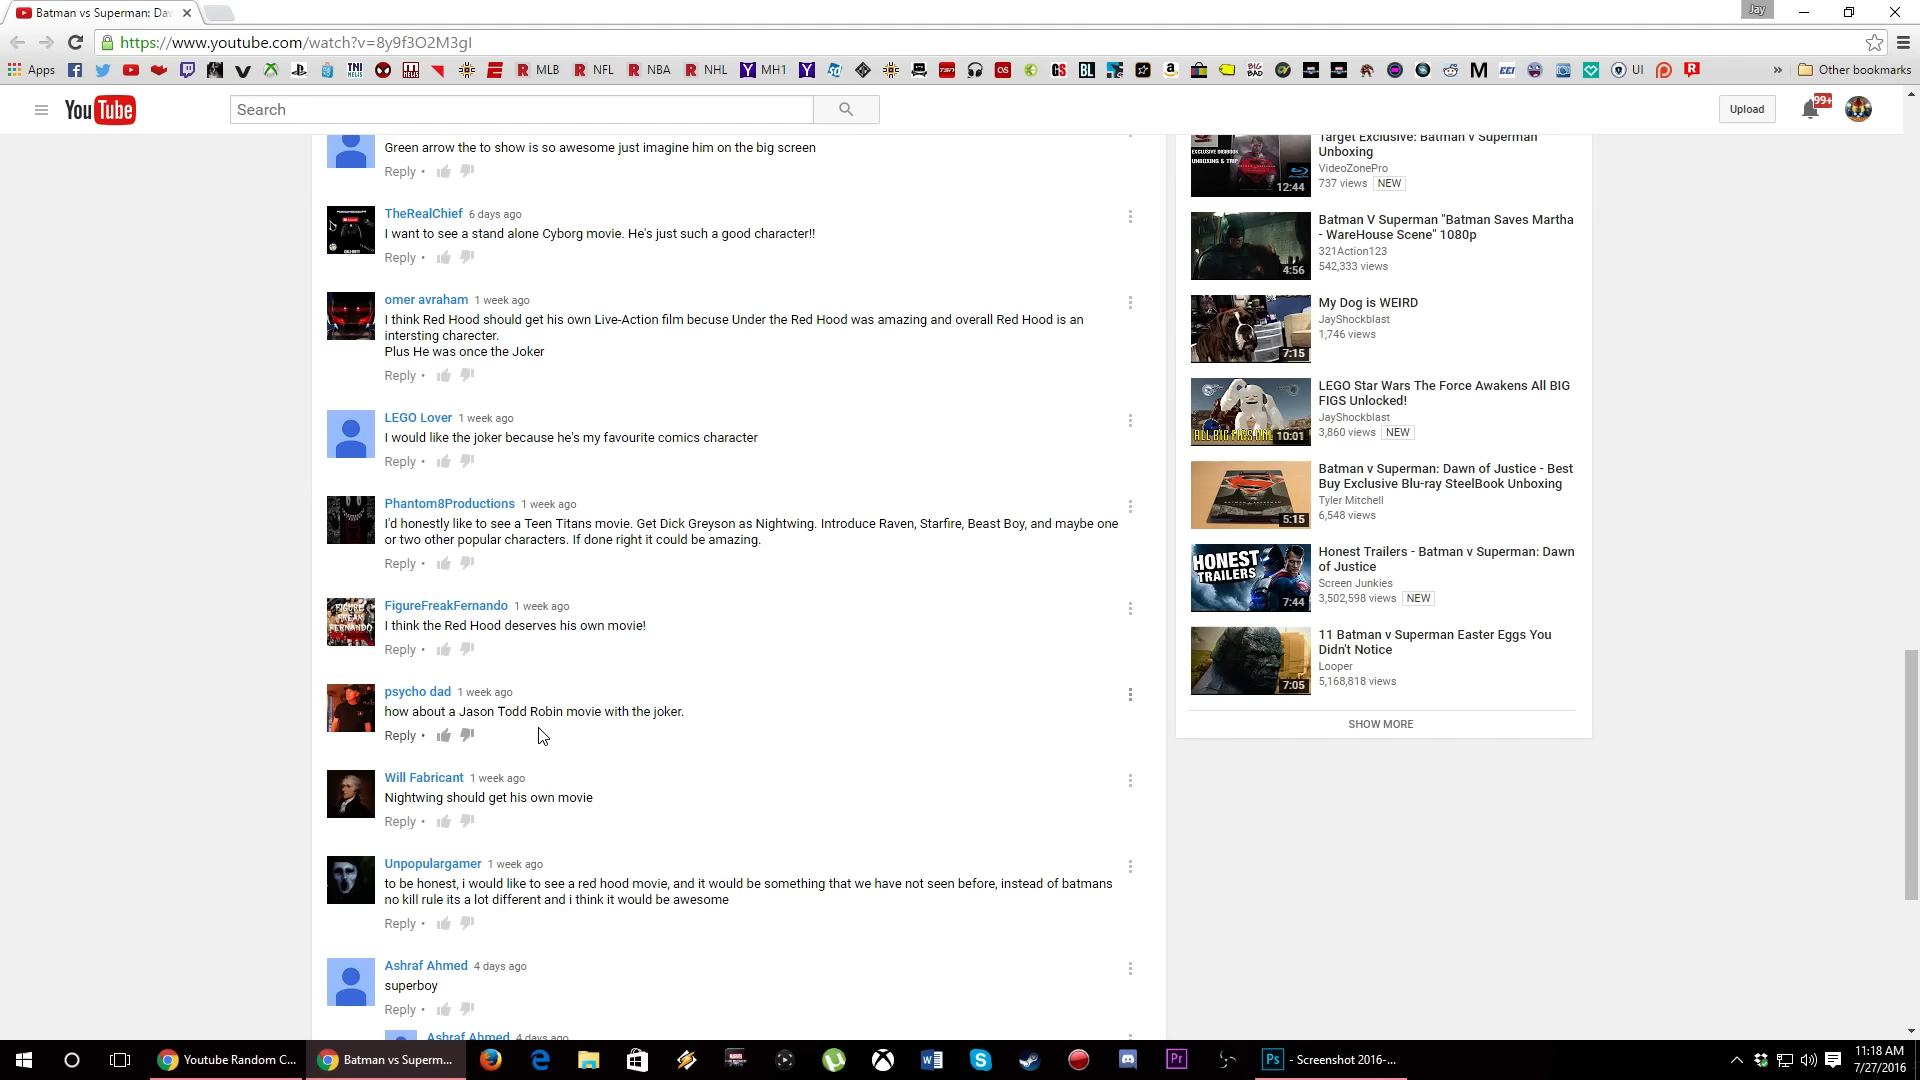 Batman vs Superman: Daw
Jay
https://www.youtube.com/watch?v=8y9f3O2M3gI
Apps
MLB
NFL
NBA
NHL
MH1
UI
Other bookmarks
YouTube
Search
Upload
99+
Green arrow the to show is so awesome just imagine him on the big screen
Reply •
TheRealChief 6 days ago
I want to see a stand alone Cyborg movie. He's just such a good character!!
Reply •
omer avraham 1 week ago
I think Red Hood should get his own Live-Action film becuse Under the Red Hood was amazing and overall Red Hood is an
intersting charecter.
Plus He was once the Joker
Reply •
LEGO Lover 1 week ago
I would like the joker because he's my favourite comics character
Reply •
Phantom8Productions 1 week ago
I'd honestly like to see a Teen Titans movie. Get Dick Greyson as Nightwing. Introduce Raven, Starfire, Beast Boy, and maybe one
or two other popular characters. If done right it could be amazing.
Reply •
FIGURE
FREAK
FERNANDO
FigureFreakFernando 1 week ago
I think the Red Hood deserves his own movie!
Reply •
psycho dad 1 week ago
how about a Jason Todd Robin movie with the joker.
Reply •
Will Fabricant 1 week ago
Nightwing should get his own movie
Reply •
Unpopulargamer 1 week ago
to be honest, i would like to see a red hood movie, and it would be something that we have not seen before, instead of batmans
no kill rule its a lot different and i think it would be awesome
Reply •
Ashraf Ahmed 4 days ago
superboy
Reply •
Ashraf Ahmed 4 days ago
Target Exclusive: Batman v Superman
Unboxing
VideoZonePro
737 views NEW
12:44
Batman V Superman "Batman Saves Martha
- WareHouse Scene" 1080p
321Action123
542,333 views
4:56
My Dog is WEIRD
JayShockblast
1,746 views
7:15
LEGO Star Wars The Force Awakens All BIG
FIGS Unlocked!
JayShockblast
3,860 views NEW
ALL BIG FIGS
10:01
Batman v Superman: Dawn of Justice - Best
Buy Exclusive Blu-ray SteelBook Unboxing
Tyler Mitchell
6,548 views
5:15
HONEST
TRAILERS
Honest Trailers - Batman v Superman: Dawn
of Justice
Screen Junkies
3,502,598 views NEW
7:44
11 Batman v Superman Easter Eggs You
Didn't Notice
Looper
5,168,818 views
7:05
SHOW MORE
Youtube Random C...
Batman vs Superm...
Pr
Ps
- Screenshot 2016-...
11:18 AM
7/27/2016